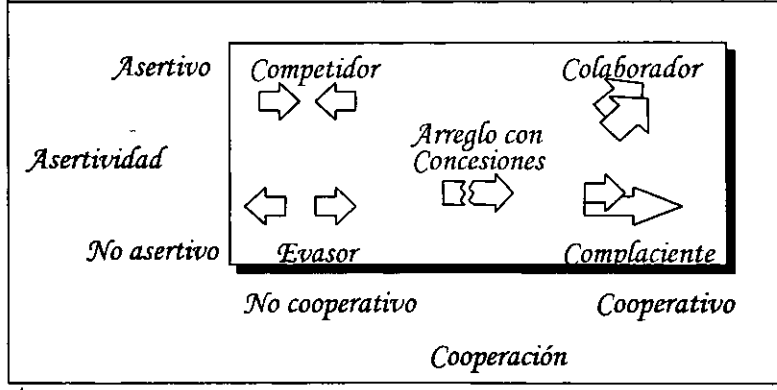 Asertivo
Competidor
Colaborador
Arreglo con
Concesiones
Asertividad
No asertivo
Evasor
Complaciente
No cooperativo
Cooperativo
Cooperación